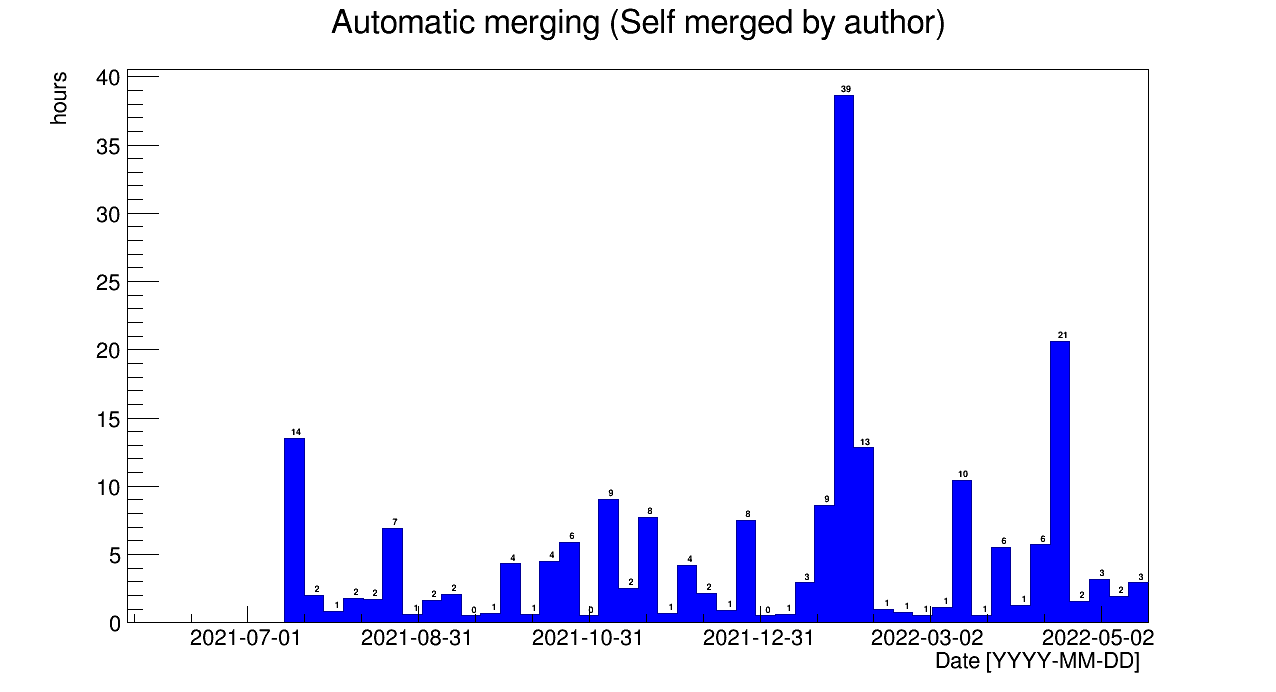 Automatic merging (Self merged by author)
hours
40
35
30
25
20
15
10
5
0
14 2 1 2 2 7 1 2 2 0 1 4 1 4 6 0 9 2 8 1 4 2 1 8 0 1 3 9 39 13 1 1 1 1 10 1 6 1 6 21 2 3 2 3
2021-07-01 2021-08-31 2021-10-31 2021-12-31 2022-03-02 2022-05-02
Date [YYYY-MM-DD]